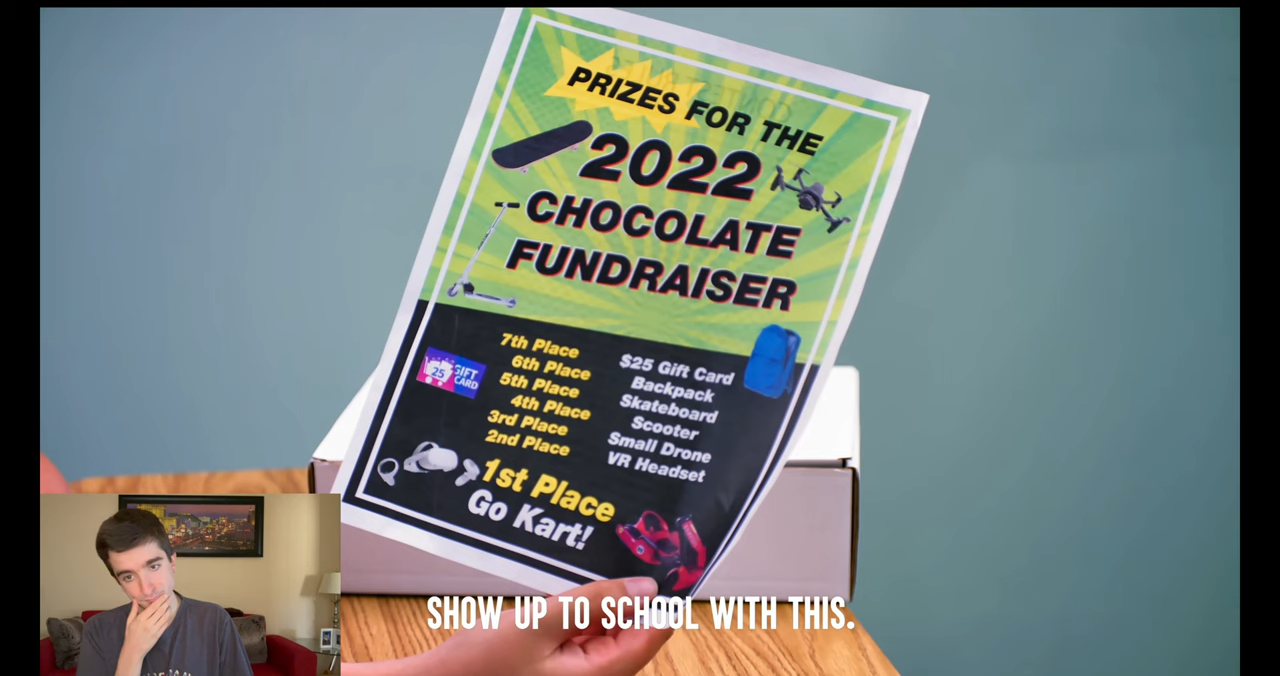 PRIZES FOR THE
2022
CHOCOLATE
FUNDRAISER
7th Place $25 Gift Card
6th Place Backpack
5th Place Skateboard
4th Place Scooter
3rd Place Small Drone
2nd Place VR Headset
1st Place
Go Kart!
25 GIFT
CARD
SHOW UP TO SCHOOL WITH THIS.